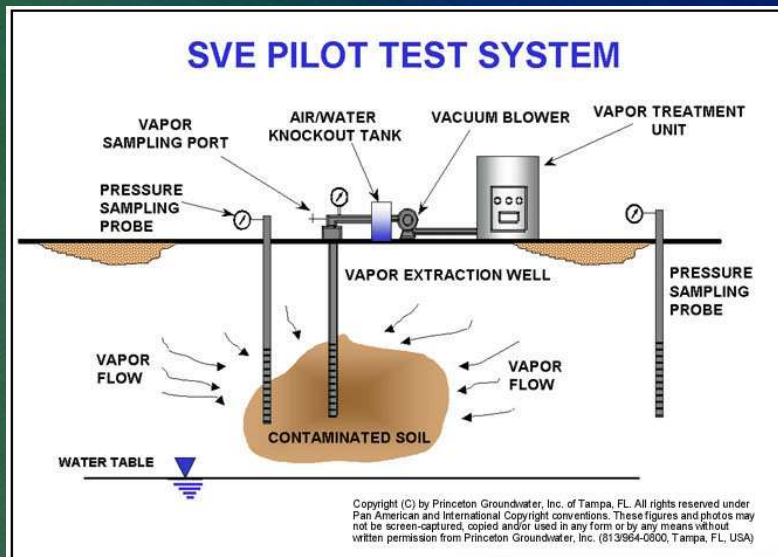 SVE PILOT TEST SYSTEM
VAPOR
SAMPLING PORT
AIR/WATER
KNOCKOUT TANK
VACUUM BLOWER
VAPOR TREATMENT
UNIT
PRESSURE
SAMPLING
PROBE
VAPOR EXTRACTION WELL
PRESSURE
SAMPLING
PROBE
VAPOR
FLOW
VAPOR
FLOW
CONTAMINATED SOIL
WATER TABLE
Copyright (C) by Princeton Groundwater, Inc. of Tampa, FL. All rights reserved under
Pan American and International Copyright conventions. These figures and photos may
not be screen-captured, copied and/or used in any form or by any means without
written permission from Princeton Groundwater, Inc. (813/964-0800, Tampa, FL, USA)